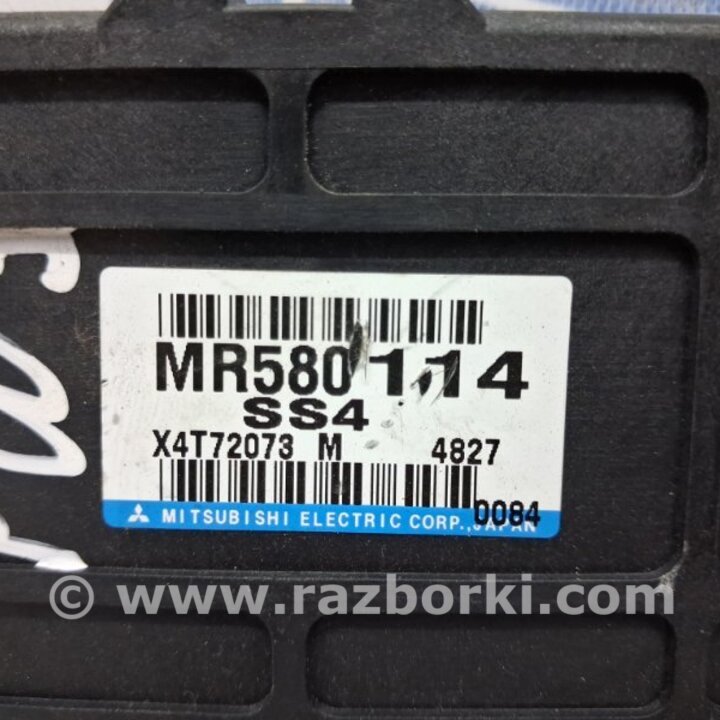 MR580114
SS4
X4T72073 M 4827
0084
MITSUBISHI ELECTRIC CORP., JAPAN
© www.razborki.com